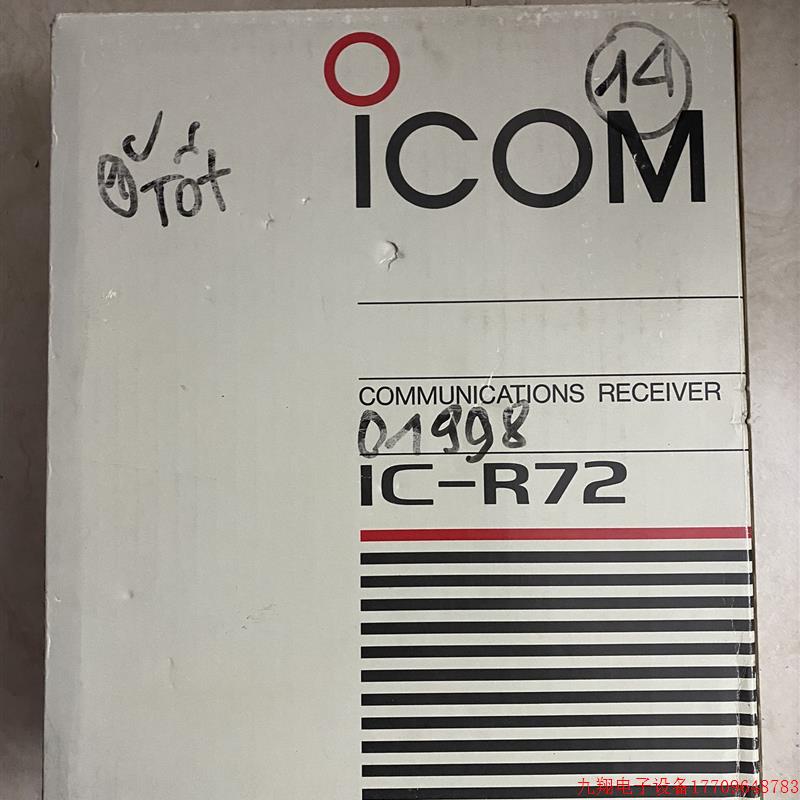 ICOM
14
TỐT
COMMUNICATIONS RECEIVER
01998
IC-R72
九翔电子设备17709648783